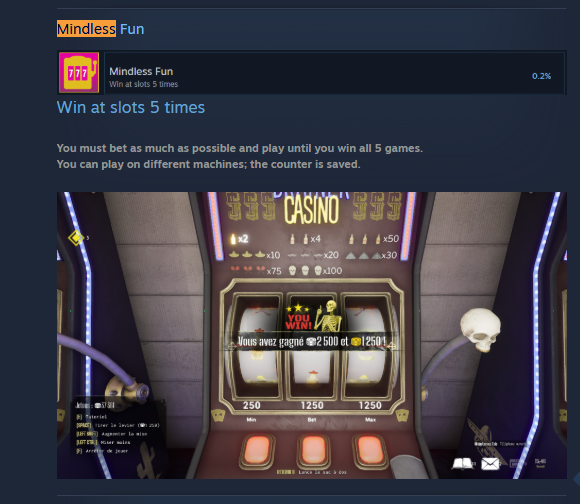 Mindless Fun
777
Mindless Fun
Win at slots 5 times
0.2%
Win at slots 5 times
You must bet as much as possible and play until you win all 5 games.
You can play on different machines; the counter is saved.
CASINO
x2
x4
x50
x10
x20
x30
x75
x100
YOU
WIN!
Vous avez gagné 2 500 et 1250 !
250
1250
1250
Min
Bet
Max
Tutoriel
Tirer le levier
Augmenter la mise
Miser moins
Arrêter de jouer